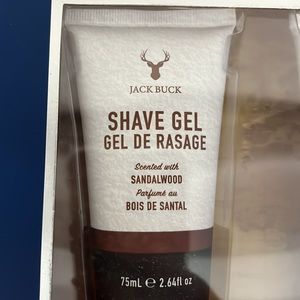 JACK BUCK
SHAVE GEL
GEL DE RASAGE
Scented with
SANDALWOOD
Parfumé au
BOIS DE SANTAL
75mL ℮ 2.64fl oz